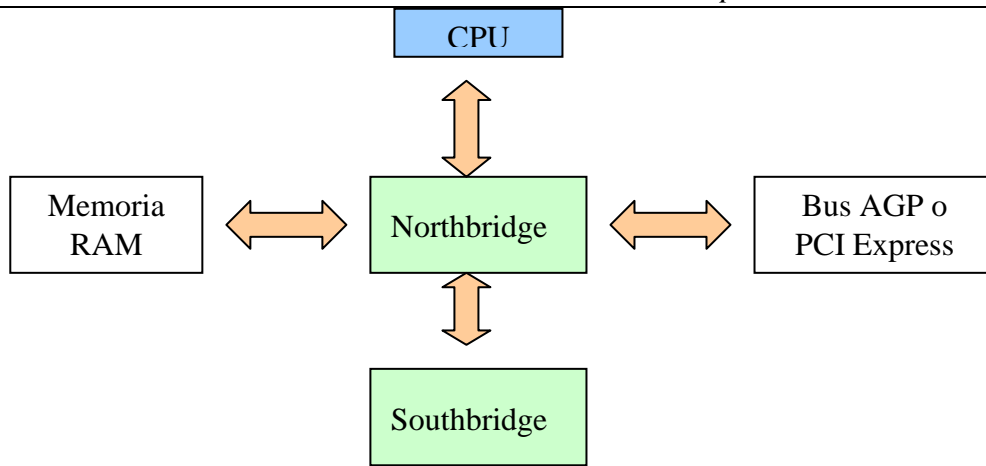 CPU
Memoria
RAM
Northbridge
Bus AGP o
PCI Express
Southbridge